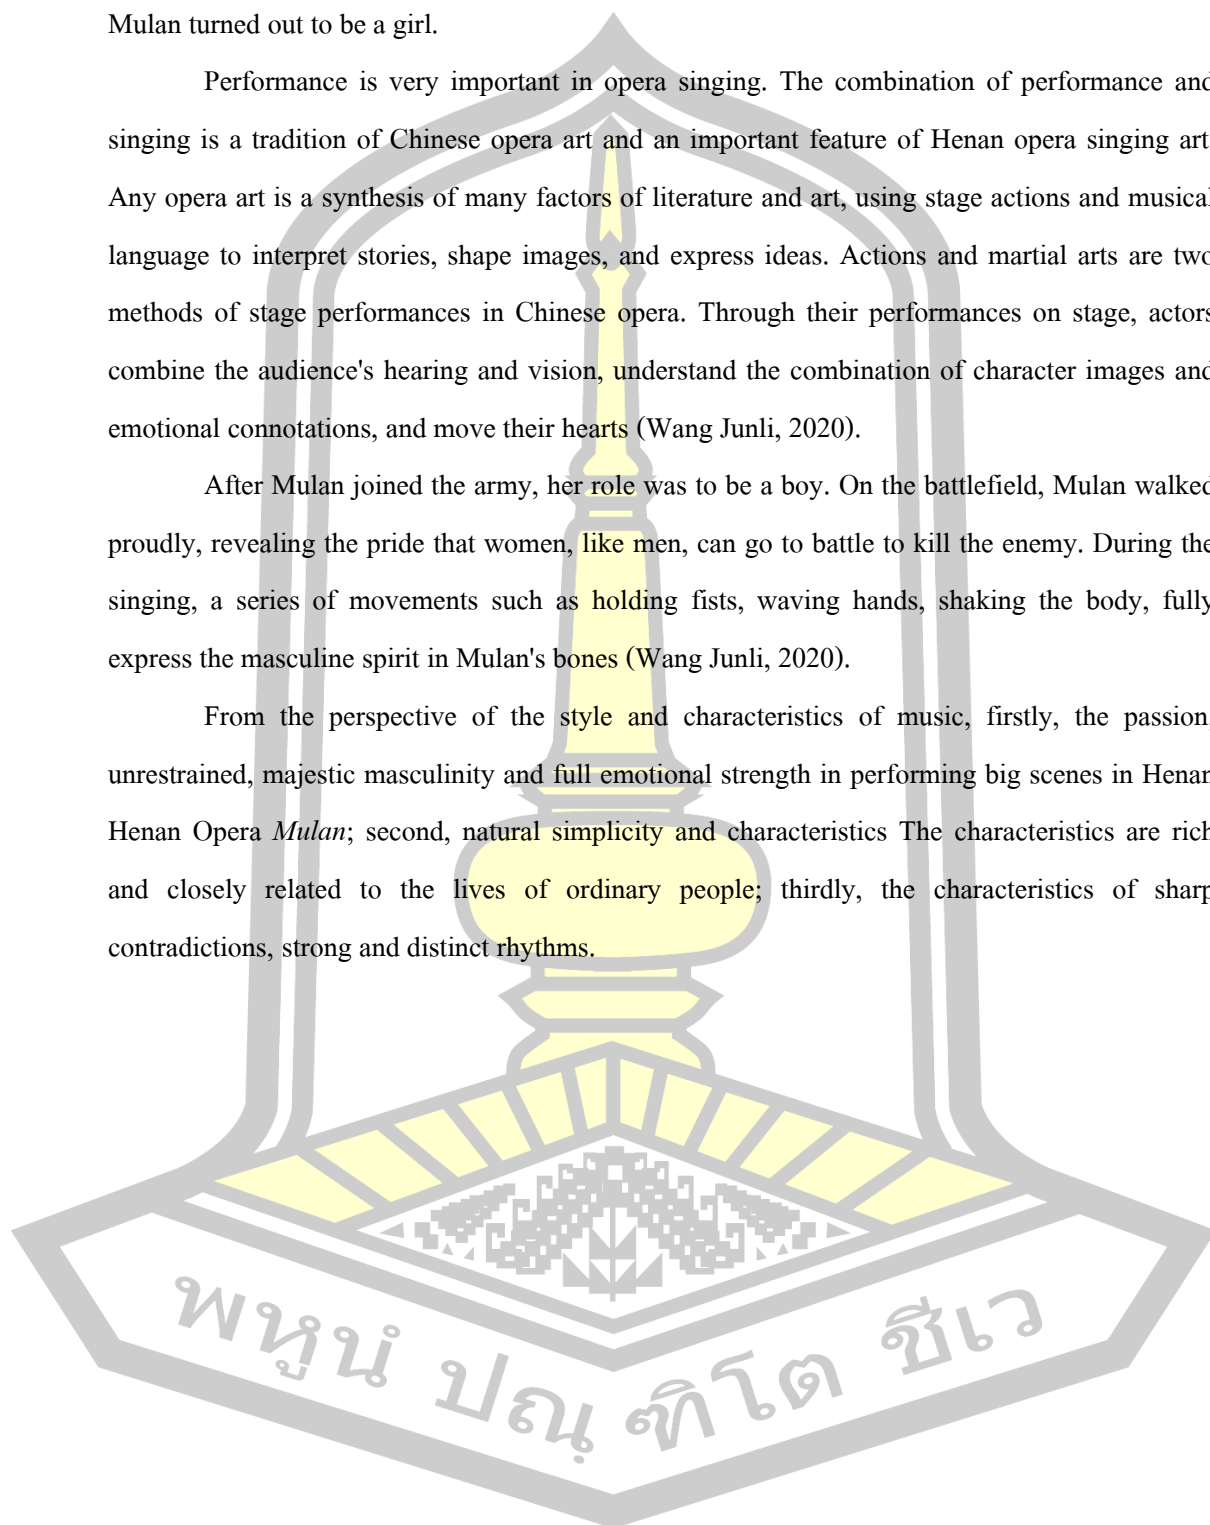 Mulan turned out to be a girl.
Performance is very important in opera singing. The combination of performance and
singing is a tradition of Chinese opera art and an important feature of Henan opera singing art
Any opera art is a synthesis of many factors of literature and art, using stage actions and musical
language to interpret stories, shape images, and express ideas. Actions and martial arts are two
methods of stage performances in Chinese opera. Through their performances on stage, actors
combine the audience's hearing and vision, understand the combination of character images and
emotional connotations, and move their hearts (Wang Junli, 2020).
After Mulan joined the army, her role was to be a boy. On the battlefield, Mulan walked
proudly, revealing the pride that women, like men, can go to battle to kill the enemy. During the
singing, a series of movements such as holding fists, waving hands, shaking the body, fully
express the masculine spirit in Mulan's bones (Wang Junli, 2020).
From the perspective of the style and characteristics of music, firstly, the passion,
unrestrained, majestic masculinity and full emotional strength in performing big scenes in Henan
Henan Opera Mulan; second, natural simplicity and characteristics The characteristics are rich
and closely related to the lives of ordinary people; thirdly, the characteristics of sharp
contradictions, strong and distinct rhythms.
พหูนํ ปณฺฑิโต ชีเว